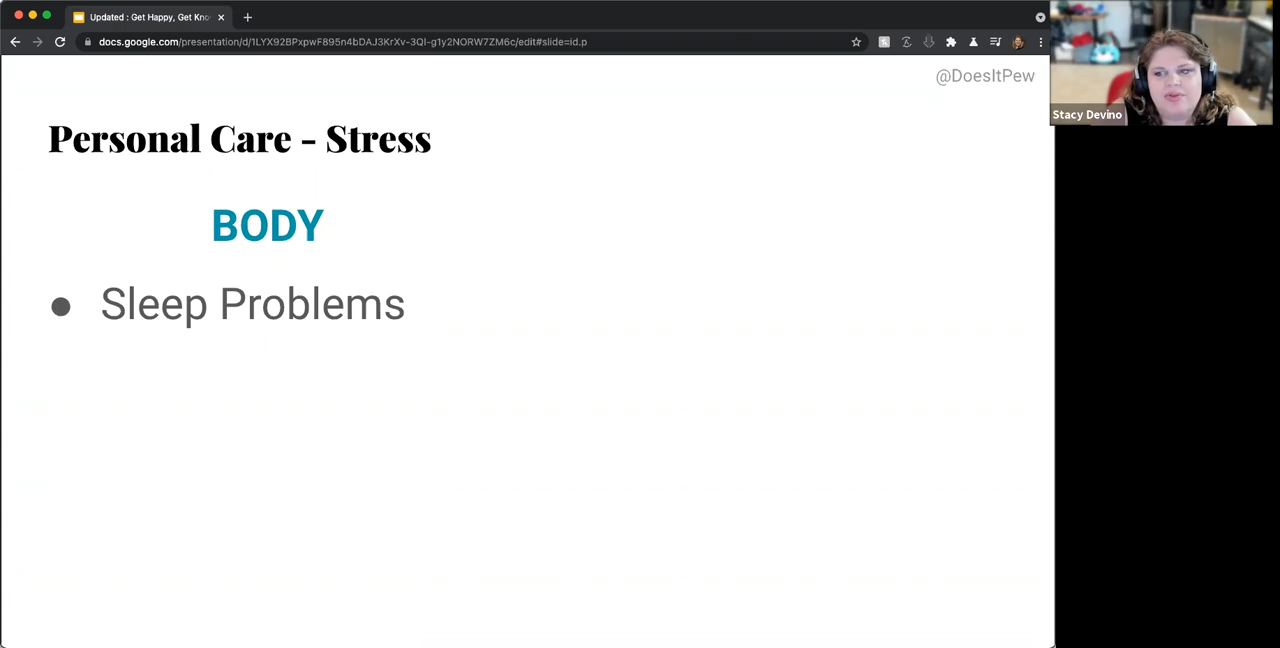 Updated : Get Happy, Get Kno
docs.google.com/presentation/d/1LYX92BPxpwF895n4bDAJ3KrXv-3Ql-g1y2NORW7ZM6c/edit#slide=id.p
@DoesItPew
Stacy Devino
Personal Care - Stress
BODY
● Sleep Problems